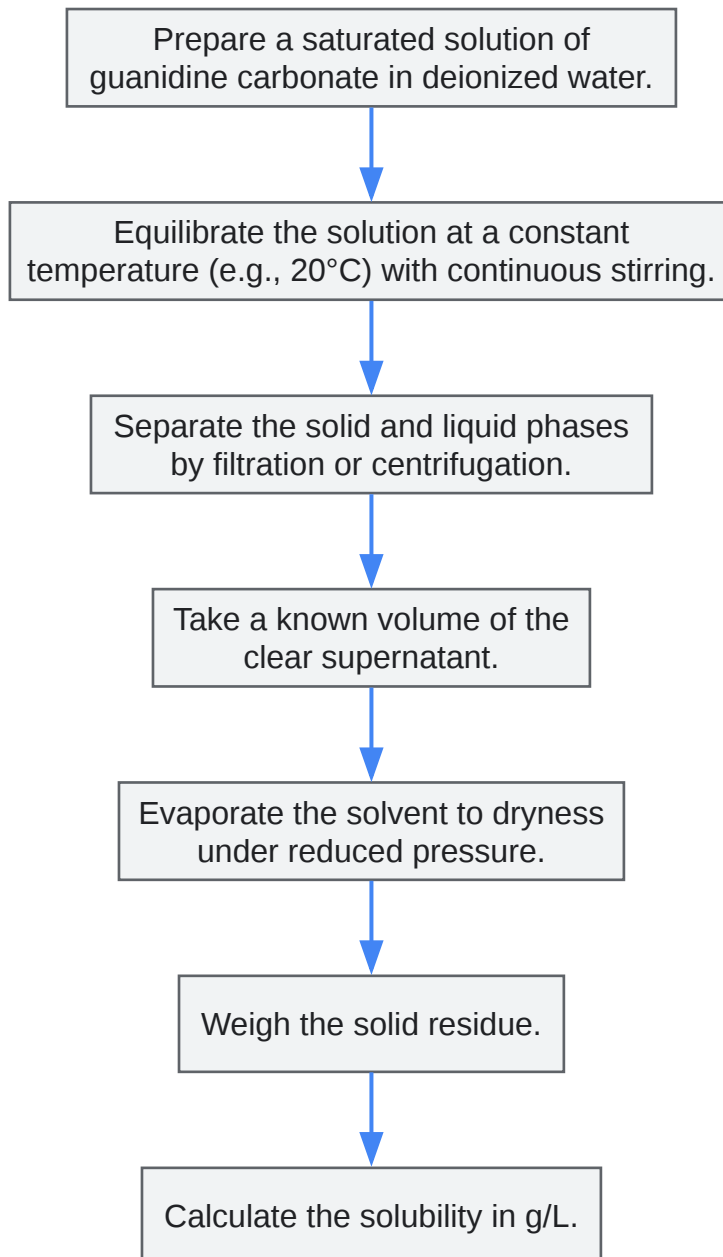 Prepare a saturated solution of
guanidine carbonate in deionized water.
Equilibrate the solution at a constant
temperature (e.g., 20°C) with continuous stirring.
Separate the solid and liquid phases
by filtration or centrifugation.
Take a known volume of the
clear supernatant.
Evaporate the solvent to dryness
under reduced pressure.
Weigh the solid residue.
Calculate the solubility in g/L.